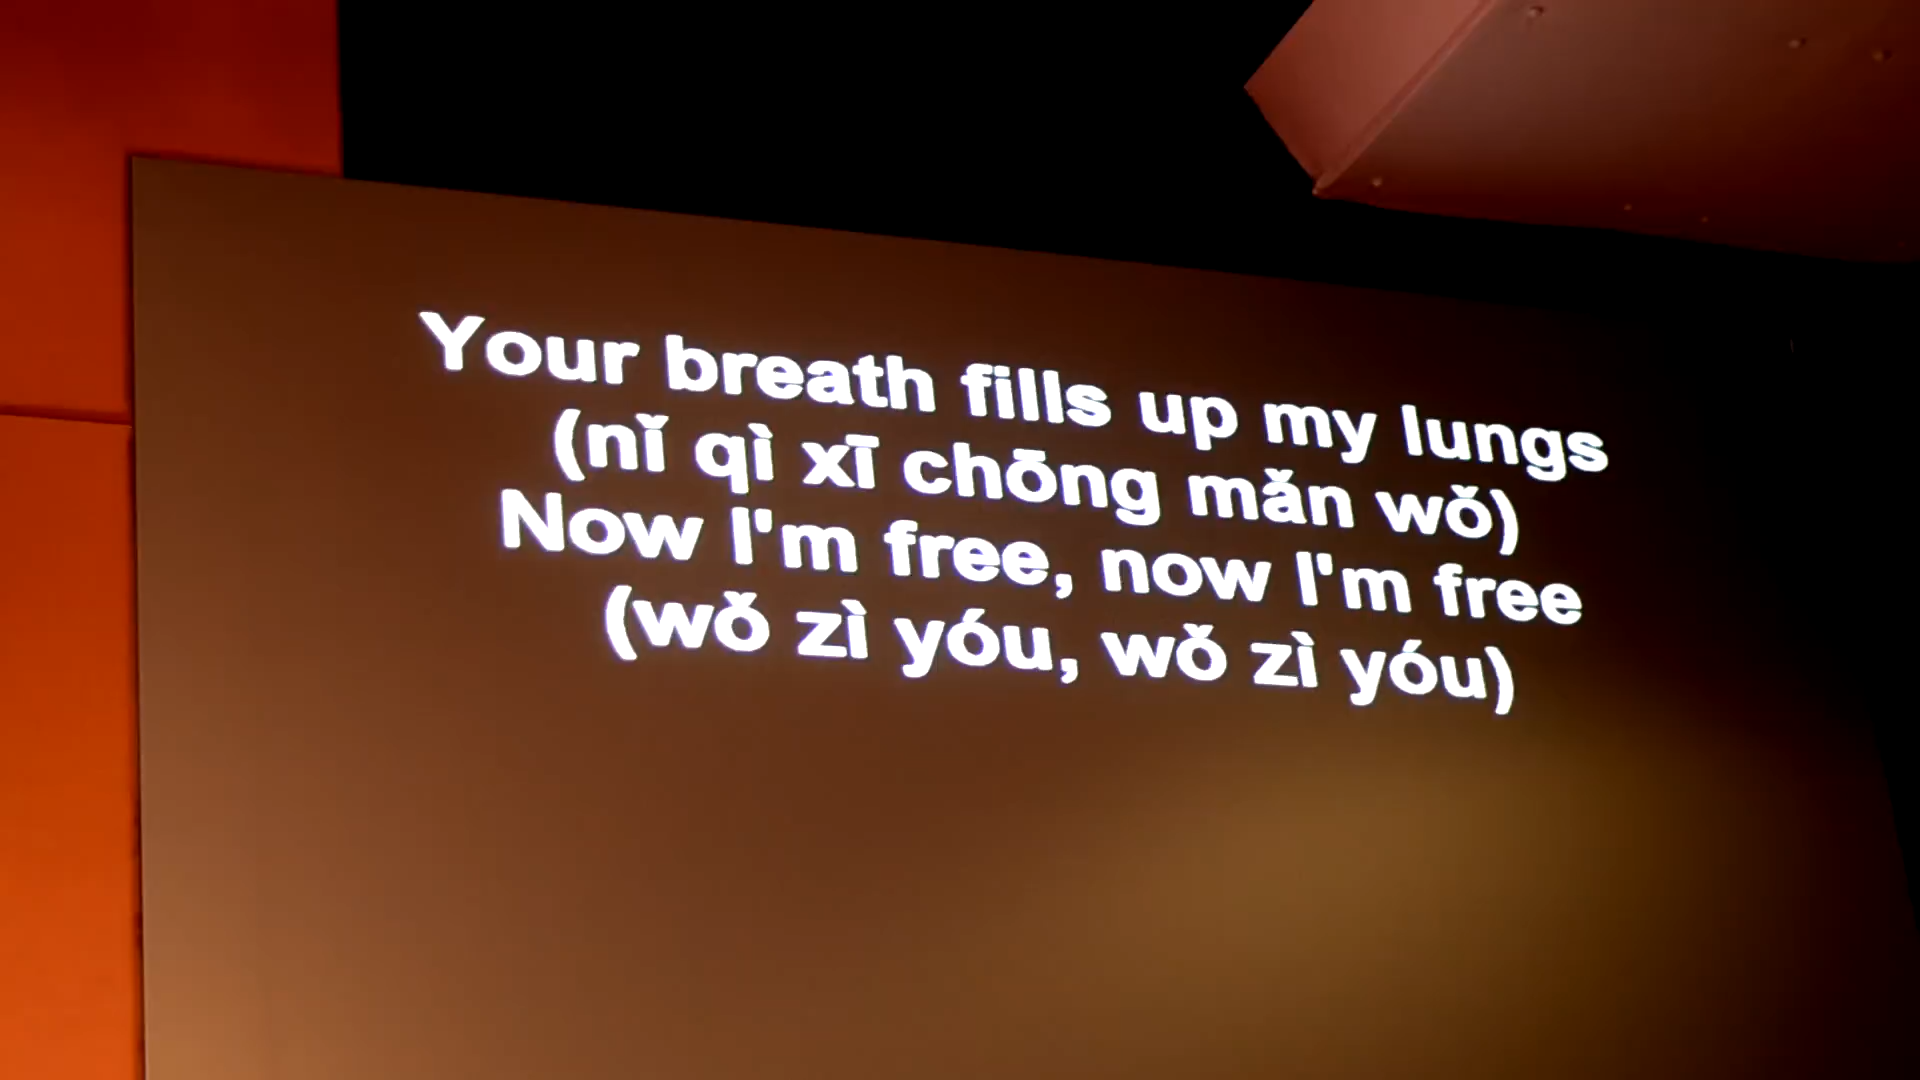 Your breath fills up my lungs
(nǐ qì xī chōng mǎn wǒ)
Now I'm free, now I'm free
(wǒ zì yóu, wǒ zì yóu)